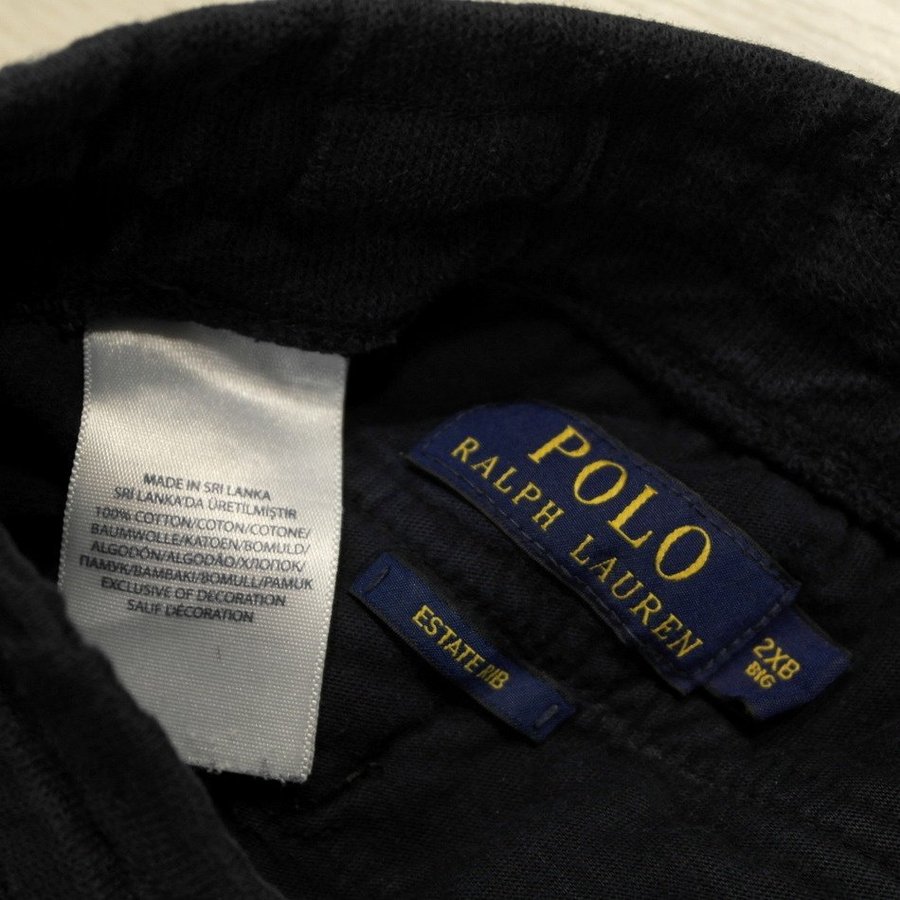 MADE IN SRI LANKA
SRI LANKA'DA ÜRETİLMİŞTİR
100% COTTON/COTON/COTONE/
BAUMWOLLE/KATOEN/BOMULD/
ALGODÓN/ALGODÃO/ΧΛΟΠΟΚ/
ПАМУК/BAMBAKI/BOMULL/PAMUK
EXCLUSIVE OF DECORATION
SAUF DÉCORATION
POLO
RALPH LAUREN
2XB
BIG
ESTATE RIB